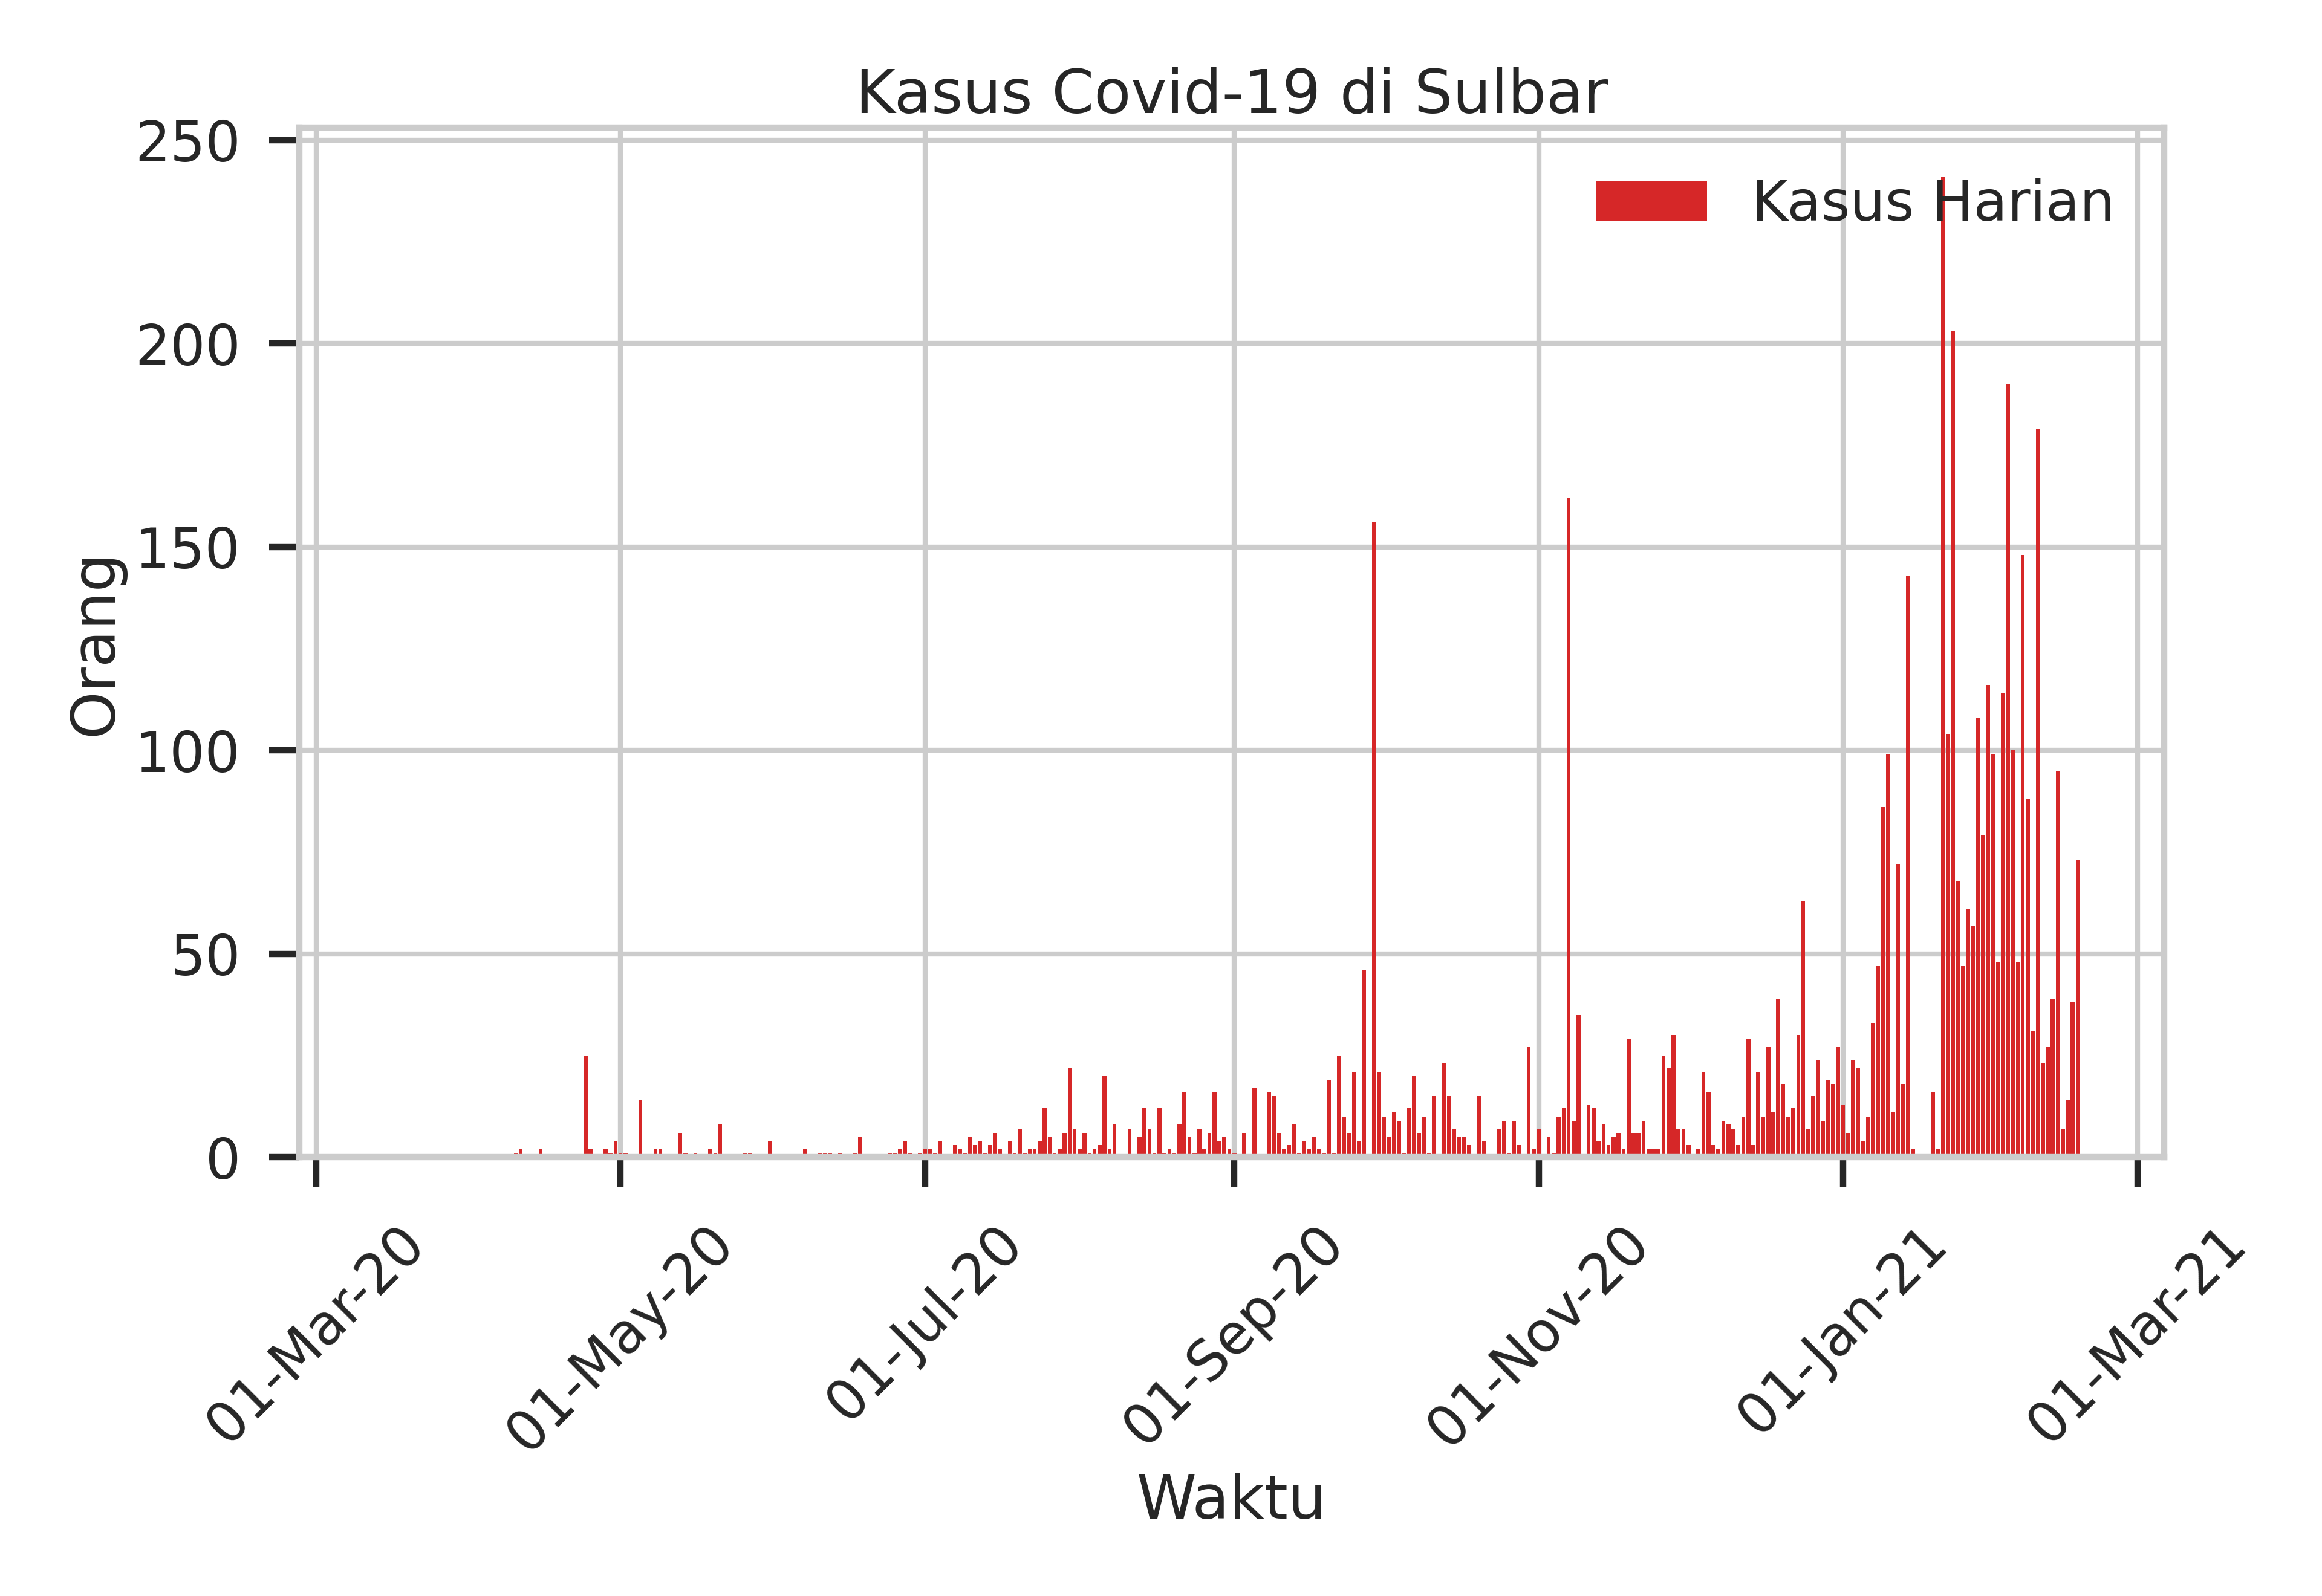 Kasus Covid-19 di Sulbar
Kasus Harian
250
200
150
100
50
0
Orang
01-Mar-20
01-May-20
01-Jul-20
01-Sep-20
01-Nov-20
01-Jan-21
01-Mar-21
Waktu